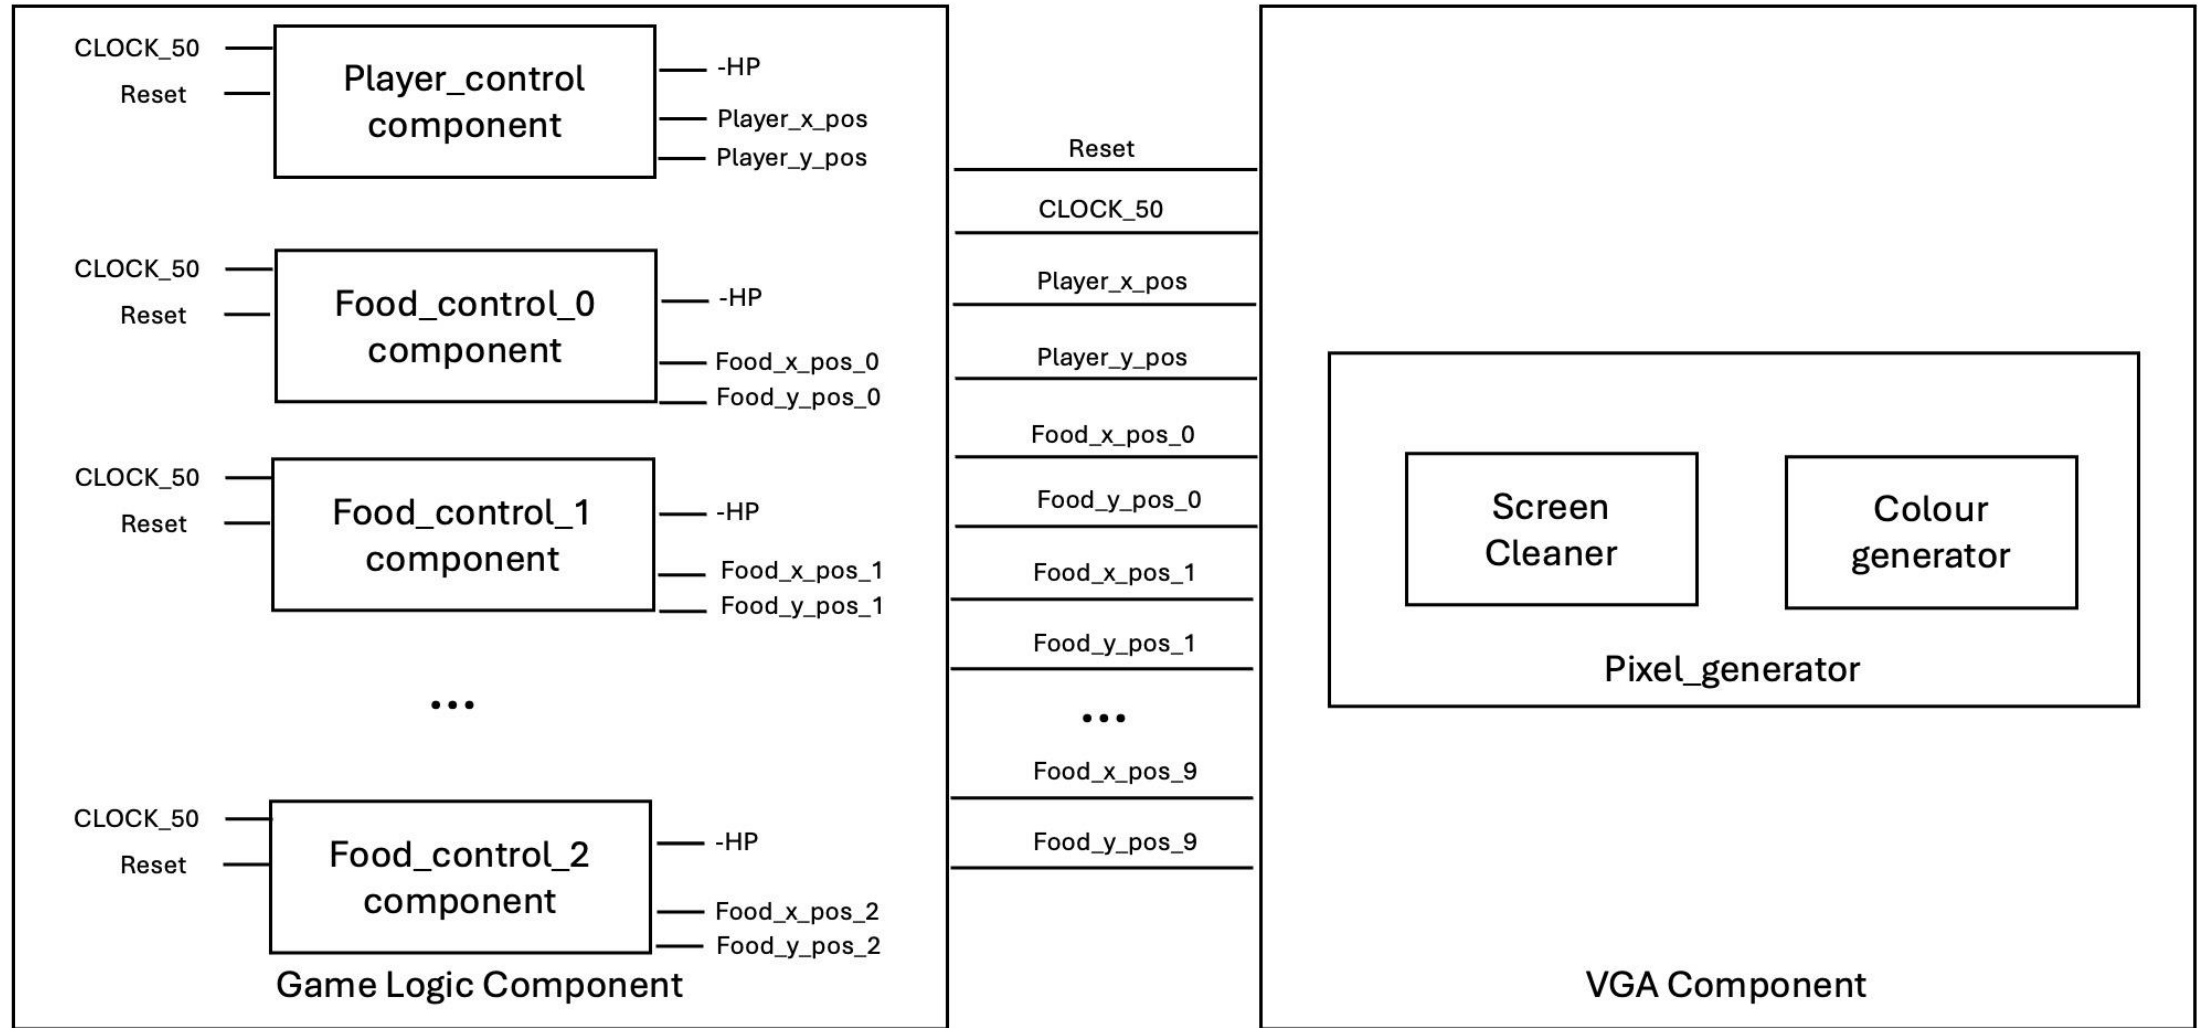 CLOCK_50
Reset
Player_control
component
-HP
Player_x_pos
Player_y_pos
CLOCK_50
Reset
Food_control_0
component
-HP
Food_x_pos_0
Food_y_pos_0
CLOCK_50
Reset
Food_control_1
component
-HP
Food_x_pos_1
Food_y_pos_1
...
CLOCK_50
Reset
Food_control_2
component
-HP
Food_x_pos_2
Food_y_pos_2
Game Logic Component
Reset
CLOCK_50
Player_x_pos
Player_y_pos
Food_x_pos_0
Food_y_pos_0
Food_x_pos_1
Food_y_pos_1
...
Food_x_pos_9
Food_y_pos_9
Screen
Cleaner
Colour
generator
Pixel_generator
VGA Component